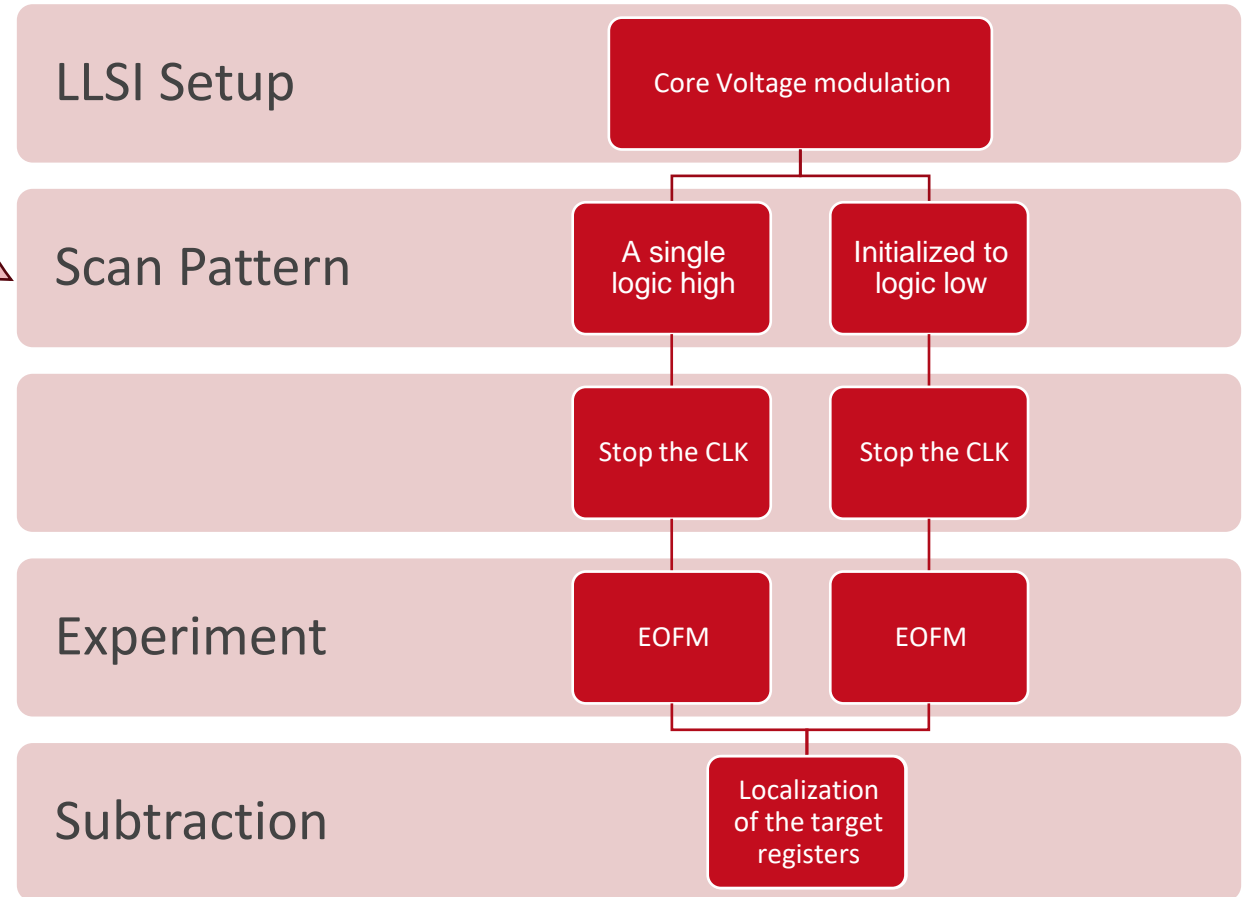 LLSI Setup
Core Voltage modulation
Scan Pattern
A single
logic high
Initialized to
logic low
Stop the CLK
Stop the CLK
Experiment
EOFM
EOFM
Subtraction
Localization
of the target
registers